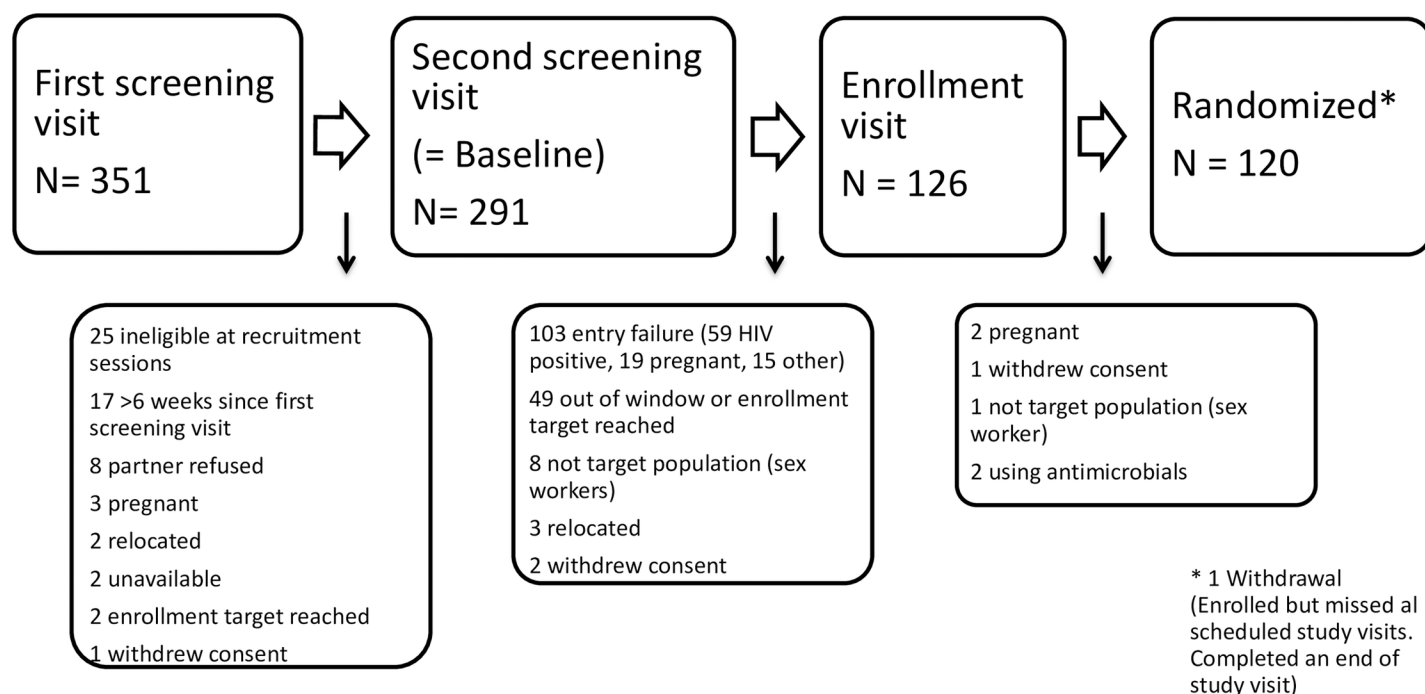 First screening
visit
N= 351
Second screening
visit
(= Baseline)
N= 291
Enrollment
visit
N = 126
Randomized*
N = 120
25 ineligible at recruitment
sessions
17 >6 weeks since first
screening visit
8 partner refused
3 pregnant
2 relocated
2 unavailable
2 enrollment target reached
1 withdrew consent
103 entry failure (59 HIV
positive, 19 pregnant, 15 other)
49 out of window or enrollment
target reached
8 not target population (sex
workers)
3 relocated
2 withdrew consent
2 pregnant
1 withdrew consent
1 not target population (sex
worker)
2 using antimicrobials
* 1 Withdrawal
(Enrolled but missed al
scheduled study visits.
Completed an end of
study visit)